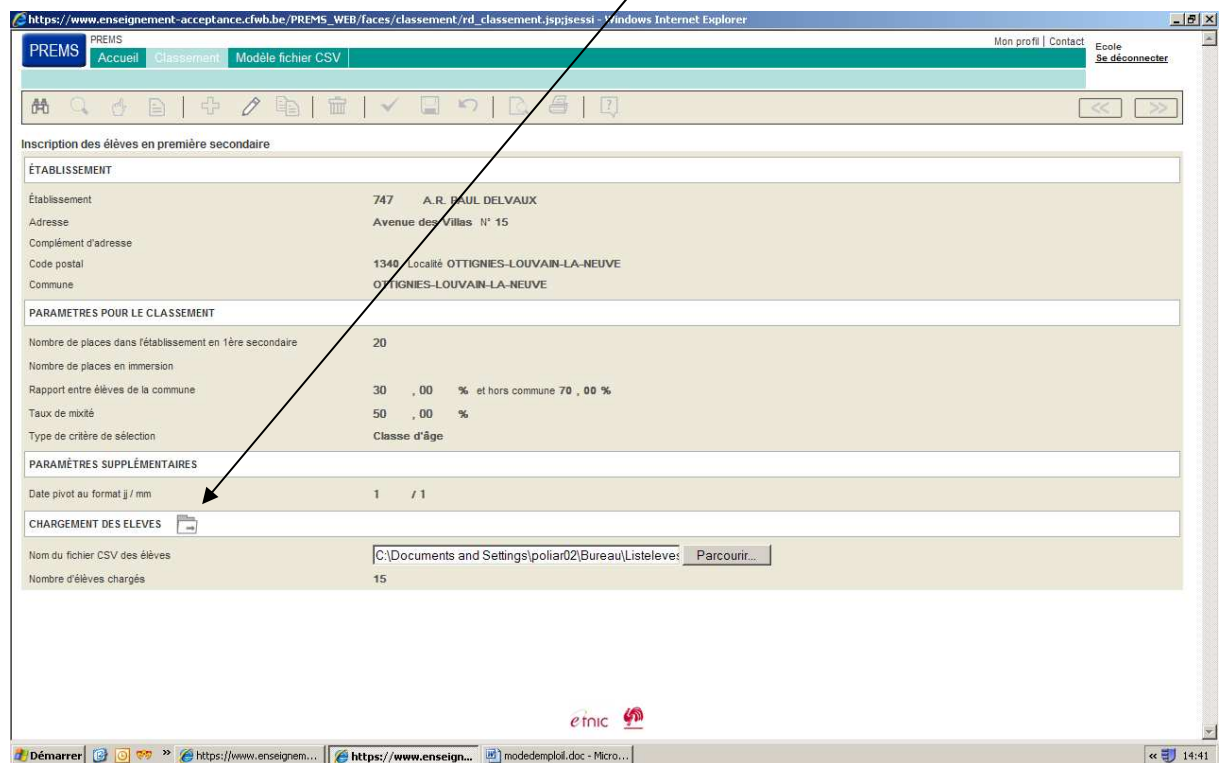 https://www.enseignement-acceptance.cfwb.be/PREMS_WEB/faces/classement/rd_classement.jsp;jsessi - Windows Internet Explorer
PREMS
PREMS
Mon profil | Contact
Ecole
Se déconnecter
Accueil Classement Modèle fichier CSV
<< >>
Inscription des élèves en première secondaire
ÉTABLISSEMENT
Établissement 747 A.R. PAUL DELVAUX
Adresse Avenue des Villas N° 15
Complément d'adresse
Code postal 1340 Localité OTTIGNIES-LOUVAIN-LA-NEUVE
Commune OTTIGNIES-LOUVAIN-LA-NEUVE
PARAMETRES POUR LE CLASSEMENT
Nombre de places dans l'établissement en 1ère secondaire 20
Nombre de places en immersion
Rapport entre élèves de la commune 30 , 00 % et hors commune 70 , 00 %
Taux de mixité 50 , 00 %
Type de critère de sélection Classe d'âge
PARAMÈTRES SUPPLÉMENTAIRES
Date pivot au format jj / mm 1 / 1
CHARGEMENT DES ELEVES
Nom du fichier CSV des élèves C:\Documents and Settings\poliar02\Bureau\Listeleves Parcourir...
Nombre d'élèves chargés 15
etnic
Démarrer » https://www.enseignem... https://www.enseign... modedemploiI.doc - Micro... « 14:41